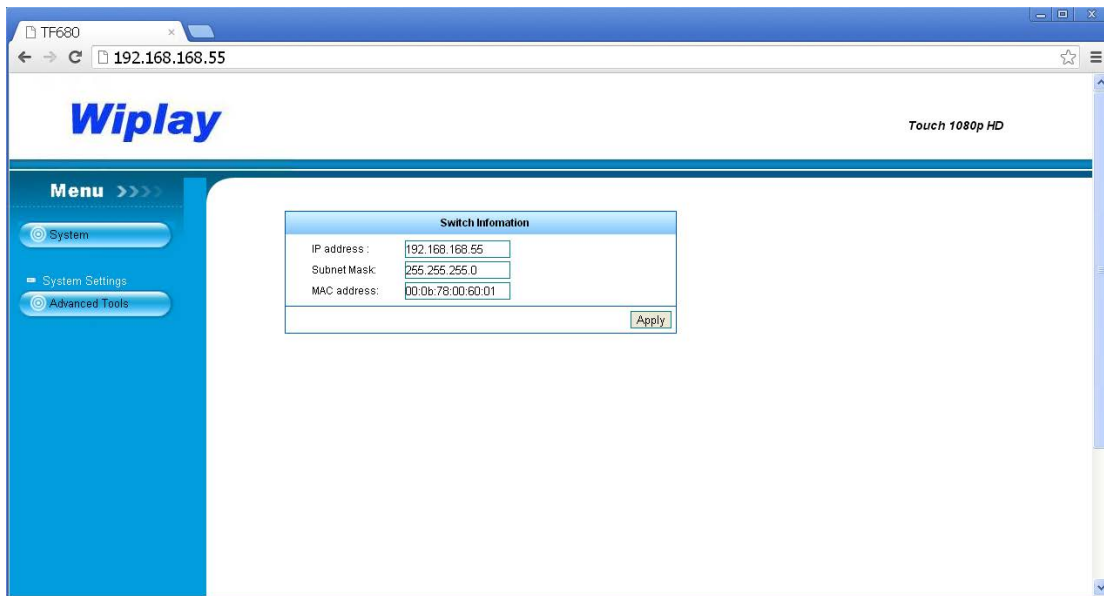 TF680
192.168.168.55
Wiplay
Touch 1080p HD
Menu >>>>
System
System Settings
Advanced Tools
Switch Infomation
IP address : 192.168.168.55
Subnet Mask: 255.255.255.0
MAC address: 00:0b:78:00:60:01
Apply